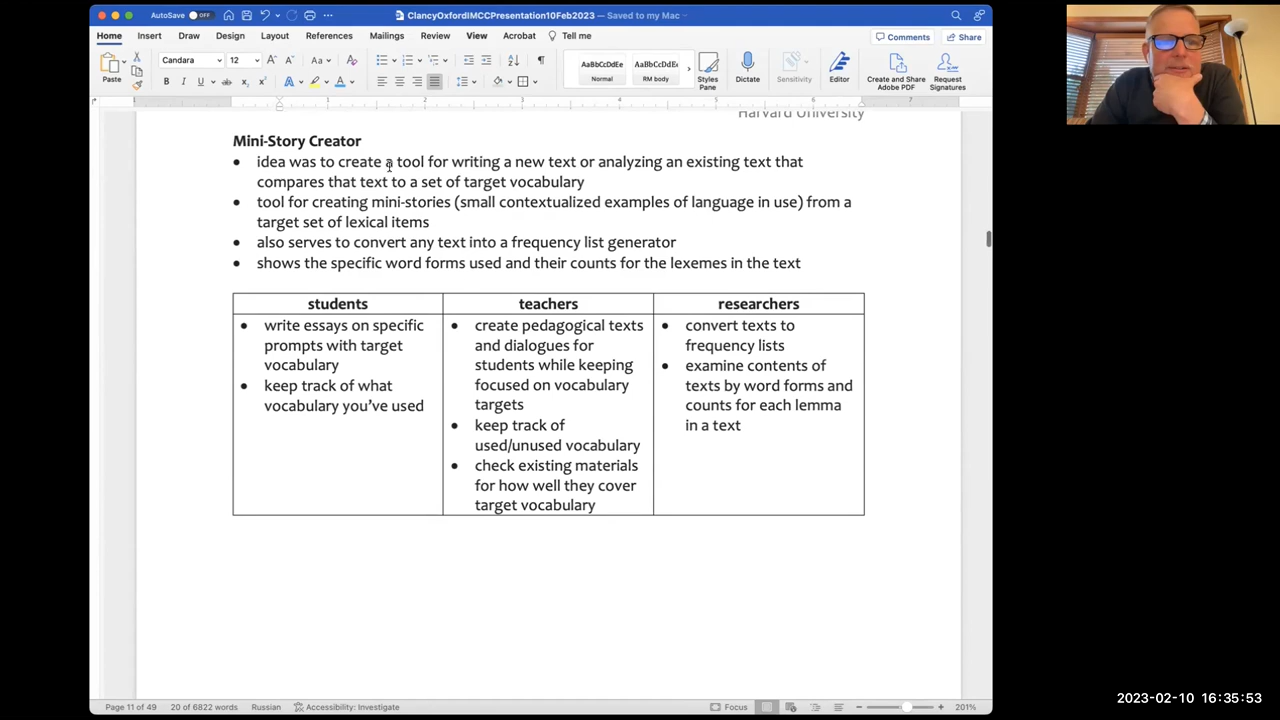 AutoSave OFF
ClancyOxfordIMCCPresentation10Feb2023 — Saved to my Mac
Home Insert Draw Design Layout References Mailings Review View Acrobat Tell me
Comments Share
Paste
Candara 12
AaBbCcDdEe AaBbCcDdEe
Normal RM body
Styles
Pane
Dictate
Sensitivity
Editor
Create and Share
Adobe PDF
Request
Signatures
1 1 2 3 4 5 6 7
Harvard University
Mini-Story Creator
• idea was to create a tool for writing a new text or analyzing an existing text that
compares that text to a set of target vocabulary
• tool for creating mini-stories (small contextualized examples of language in use) from a
target set of lexical items
• also serves to convert any text into a frequency list generator
• shows the specific word forms used and their counts for the lexemes in the text
students
• write essays on specific
prompts with target
vocabulary
• keep track of what
vocabulary you've used
teachers
• create pedagogical texts
and dialogues for
students while keeping
focused on vocabulary
targets
• keep track of
used/unused vocabulary
• check existing materials
for how well they cover
target vocabulary
researchers
• convert texts to
frequency lists
• examine contents of
texts by word forms and
counts for each lemma
in a text
Page 11 of 49 20 of 6822 words Russian Accessibility: Investigate Focus 201%
2023-02-10 16:35:53